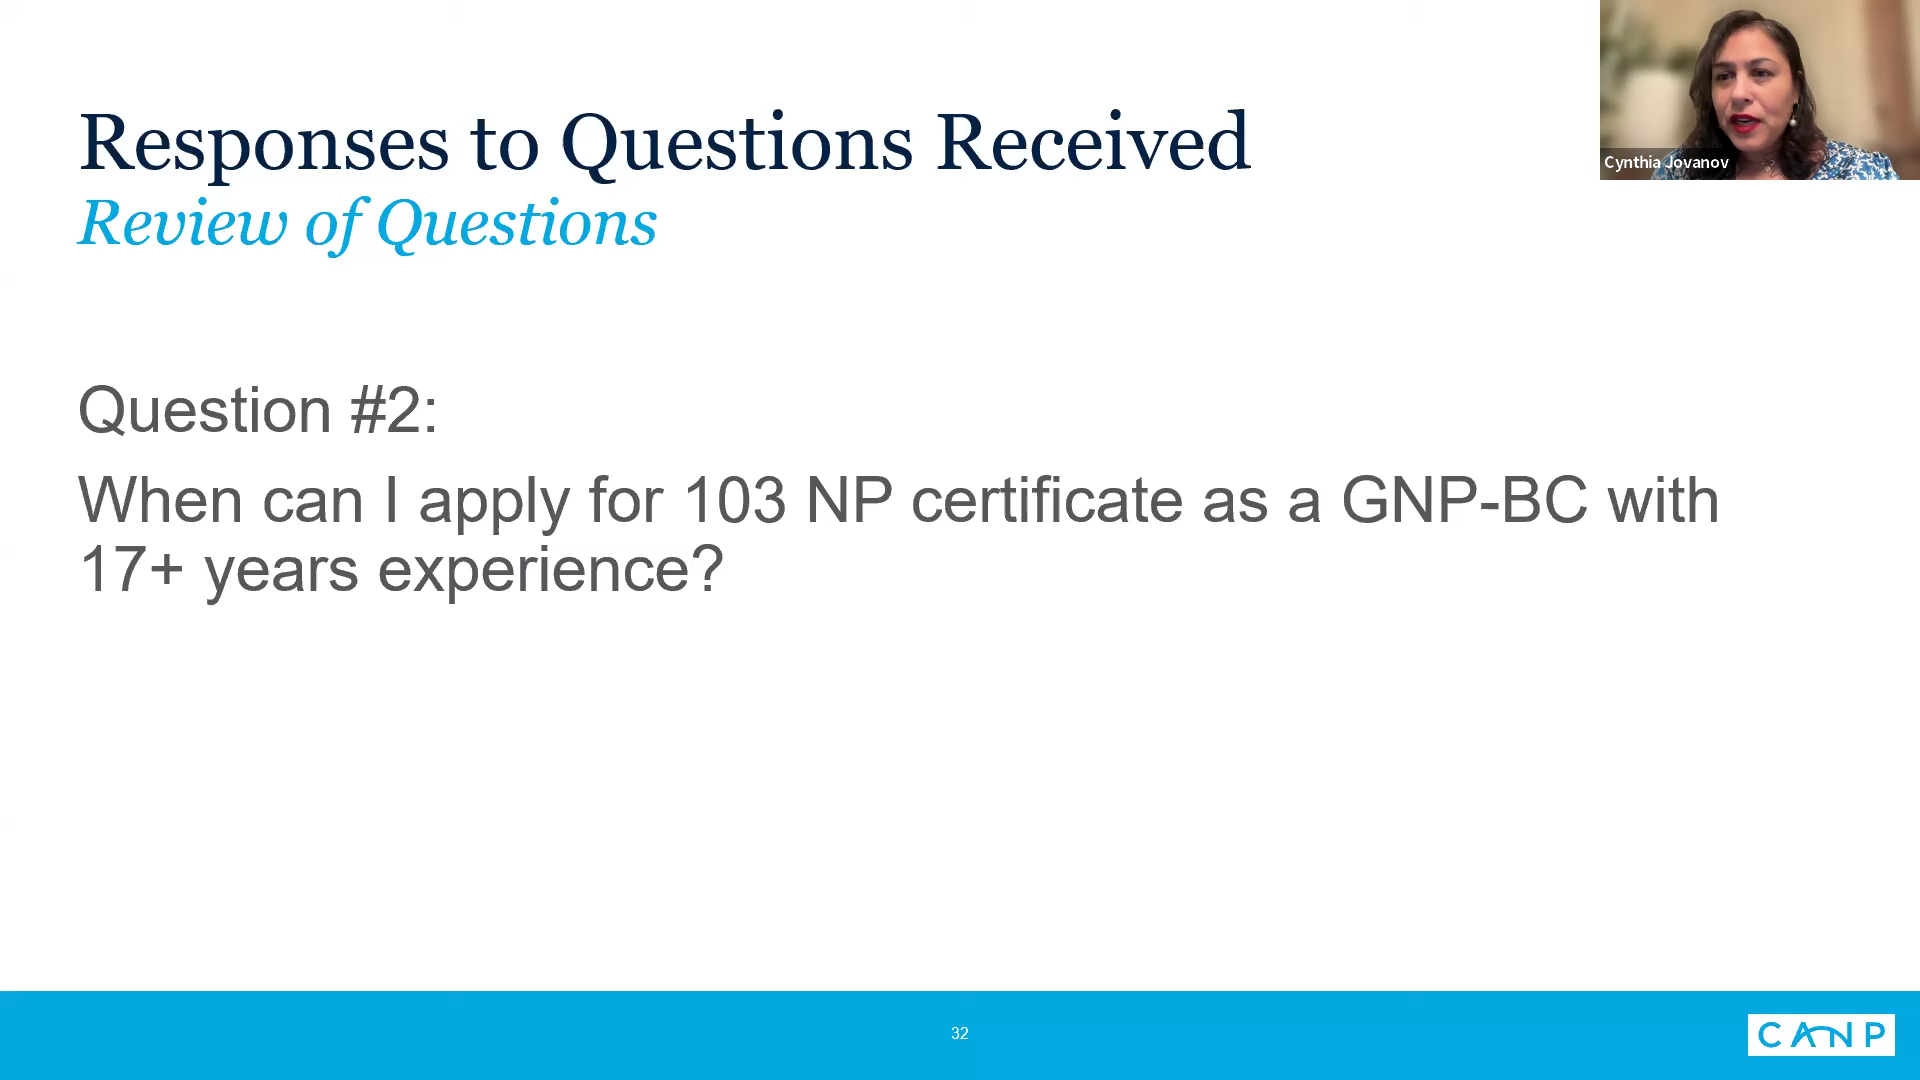 Responses to Questions Received
Review of Questions
Cynthia Jovanov
Question #2:
When can I apply for 103 NP certificate as a GNP-BC with
17+ years experience?
32
CANP